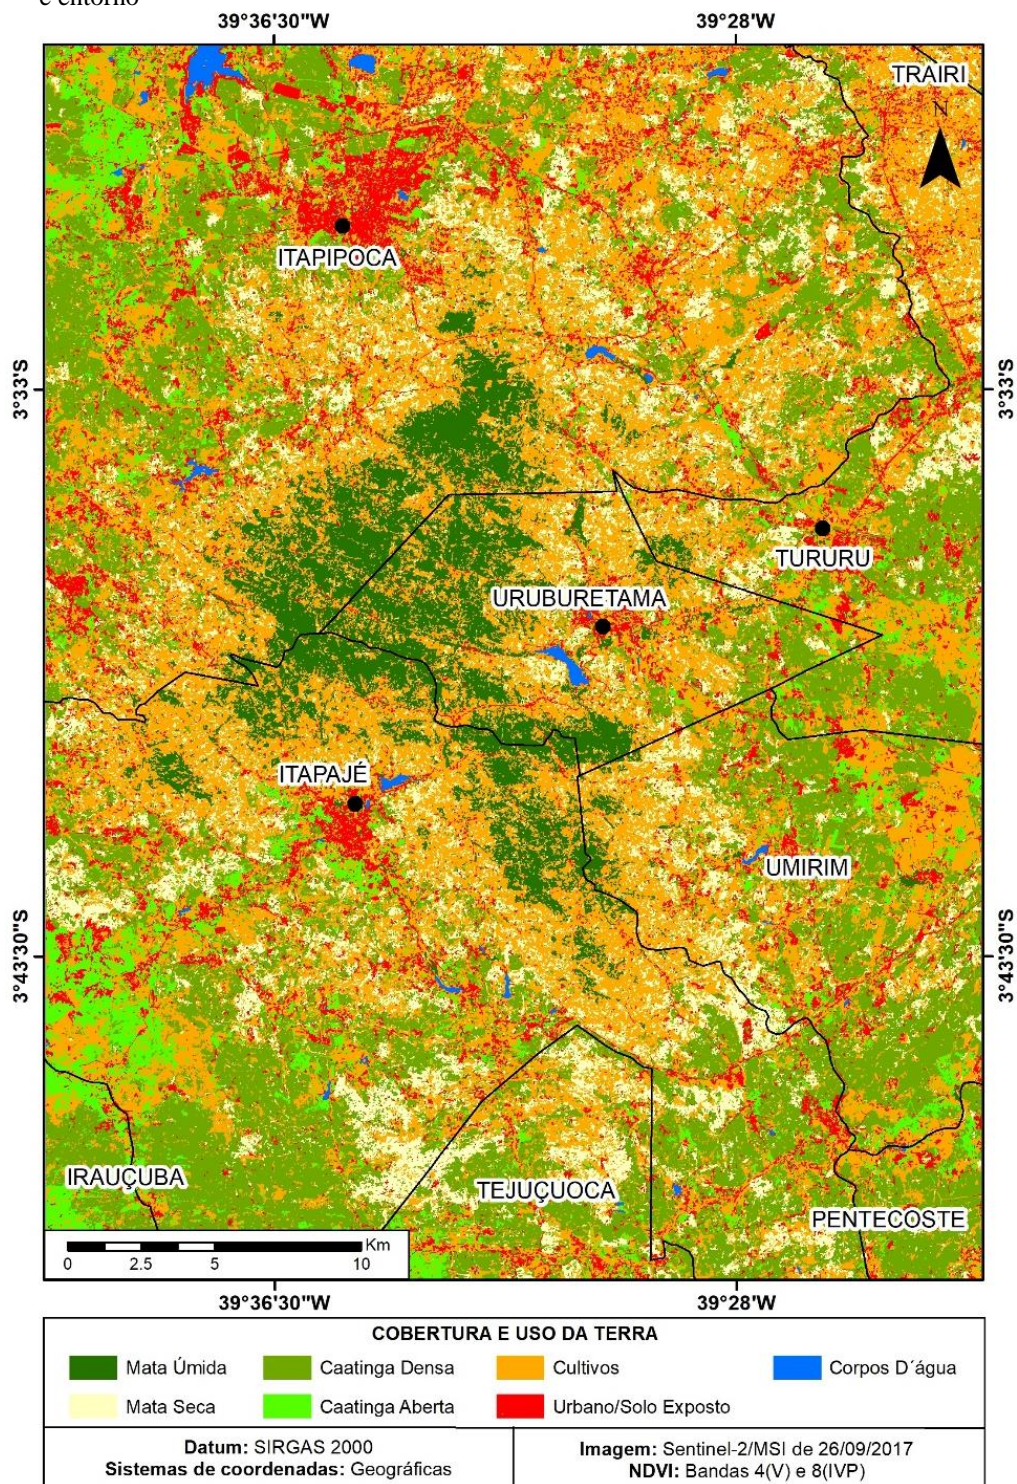 e entorno
39°36'30"W 39°28'W
TRAIRI
N
ITAPIPOCA
3°33'S 3°33'S
TURURU
URUBURETAMA
ITAPAJÉ
UMIRIM
3°43'30"S 3°43'30"S
IRAUÇUBA
TEJUÇUOCA
PENTECOSTE
Km
0 2.5 5 10
39°36'30"W 39°28'W
COBERTURA E USO DA TERRA
Mata Úmida Caatinga Densa Cultivos Corpos D´água
Mata Seca Caatinga Aberta Urbano/Solo Exposto
Datum: SIRGAS 2000
Sistemas de coordenadas: Geográficas
Imagem: Sentinel-2/MSI de 26/09/2017
NDVI: Bandas 4(V) e 8(IVP)